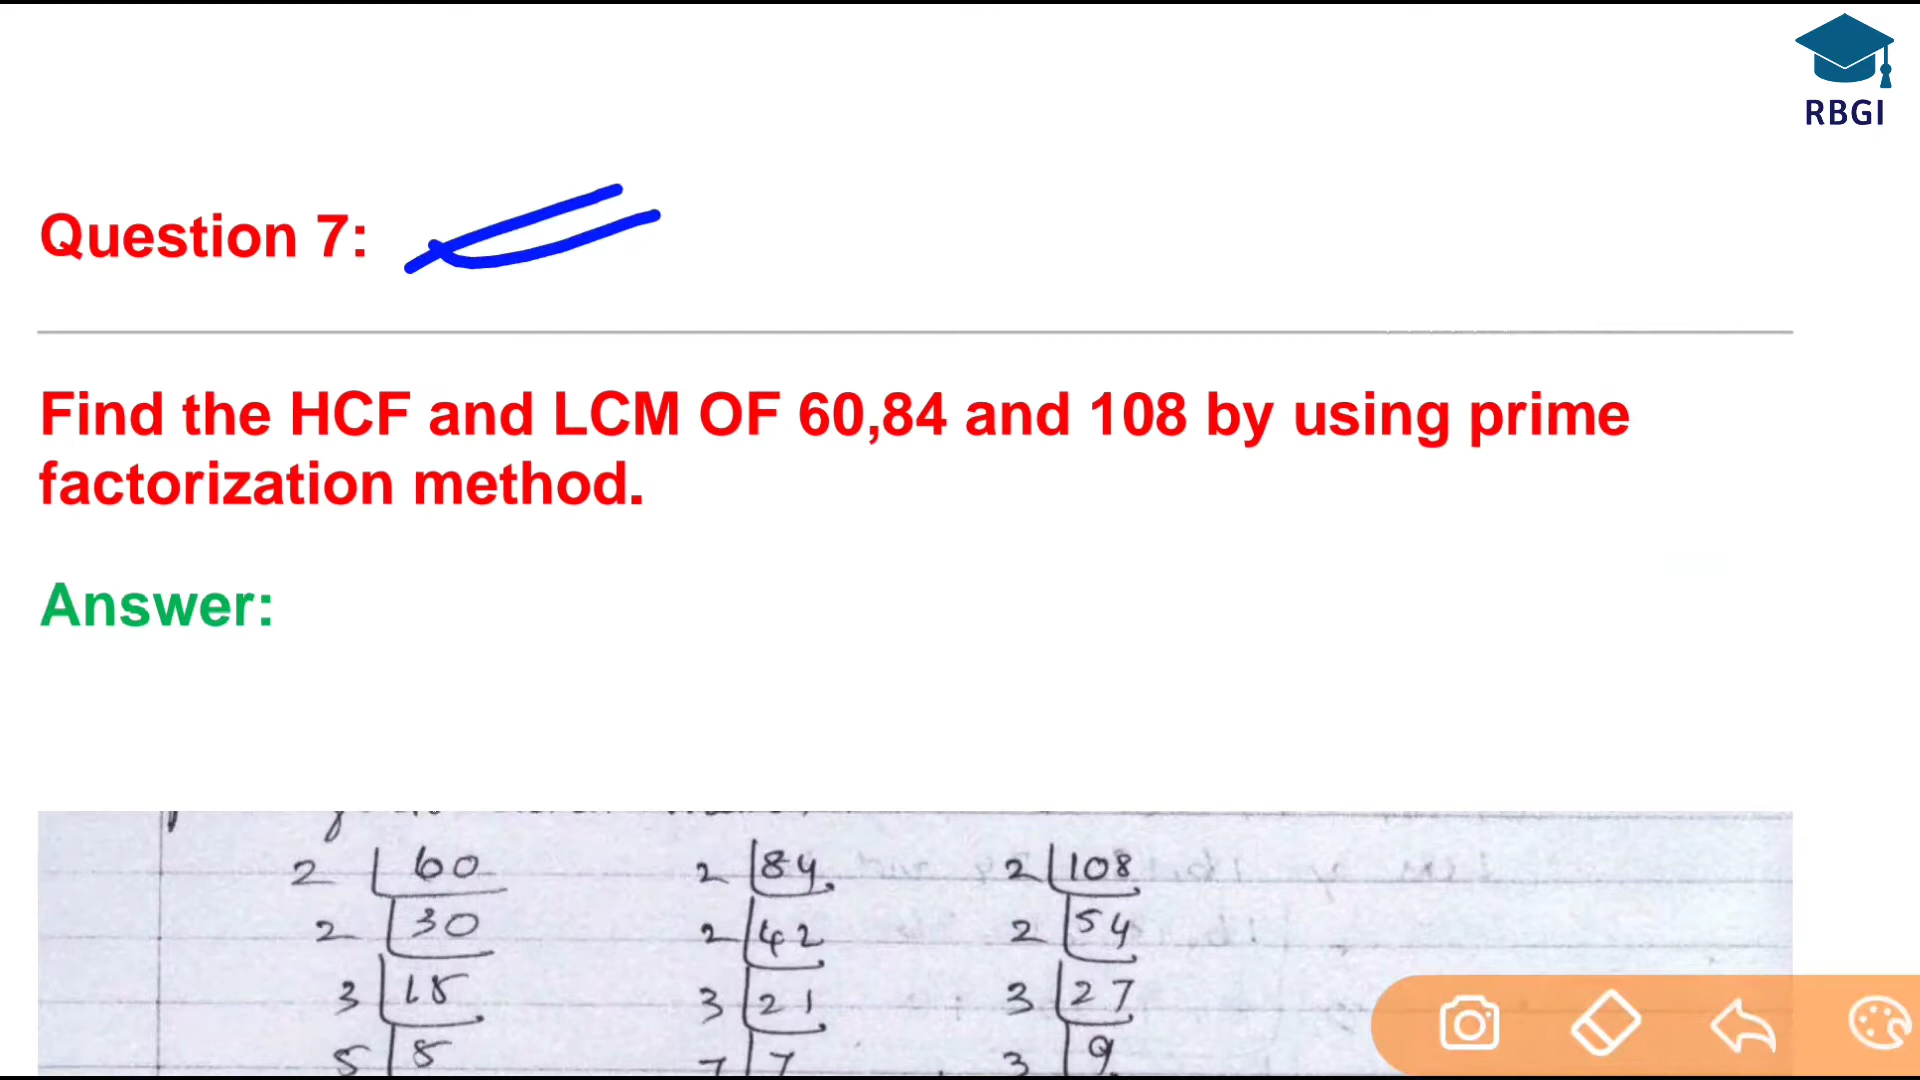 RBGI
Question 7:
Find the HCF and LCM OF 60,84 and 108 by using prime
factorization method.
Answer:
2 60 2 84 2 108
2 30 2 42 2 54
3 15 3 21 3 27
5 5 7 7 3 9